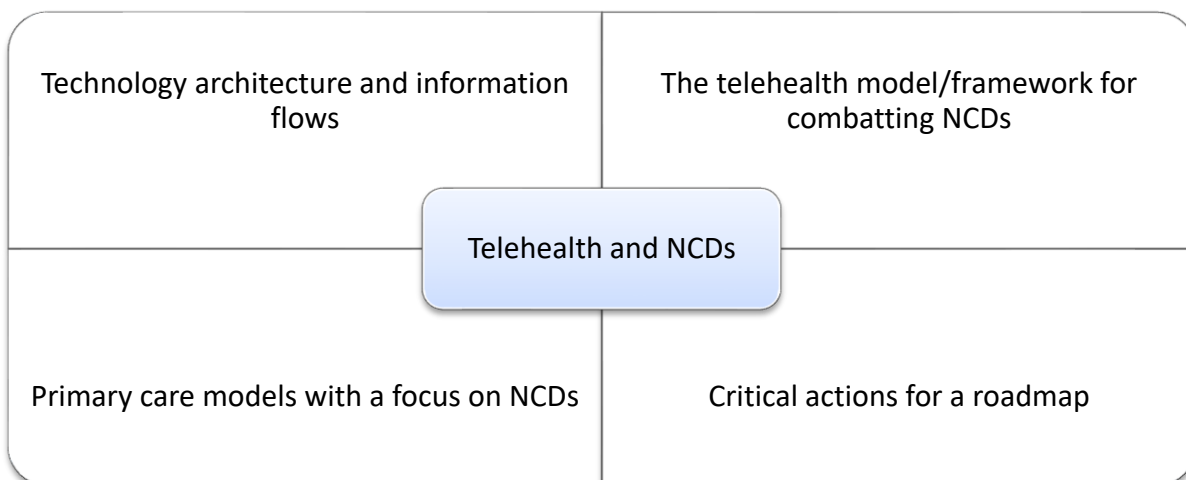 Technology architecture and information
flows
The telehealth model/framework for
combatting NCDs
Telehealth and NCDs
Primary care models with a focus on NCDs
Critical actions for a roadmap